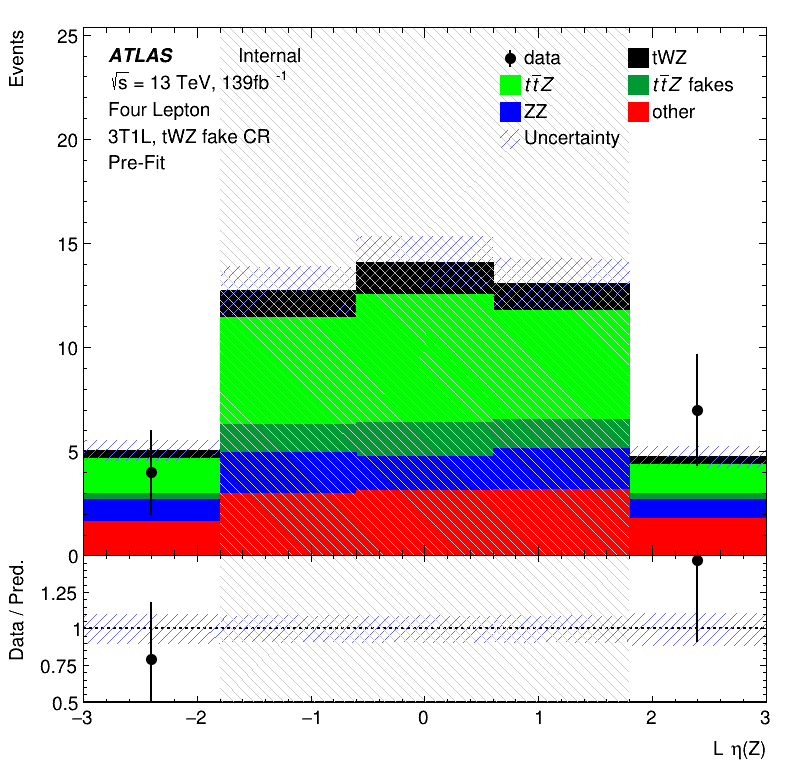 Events
25
20
15
10
5
0
ATLAS Internal
√s = 13 TeV, 139fb⁻¹
Four Lepton
3T1L, tWZ fake CR
Pre-Fit
data
tWZ
tt̄Z
tt̄Z fakes
ZZ
other
Uncertainty
Data / Pred.
1.25
1
0.75
0.5
−3 −2 −1 0 1 2 3
L η(Z)